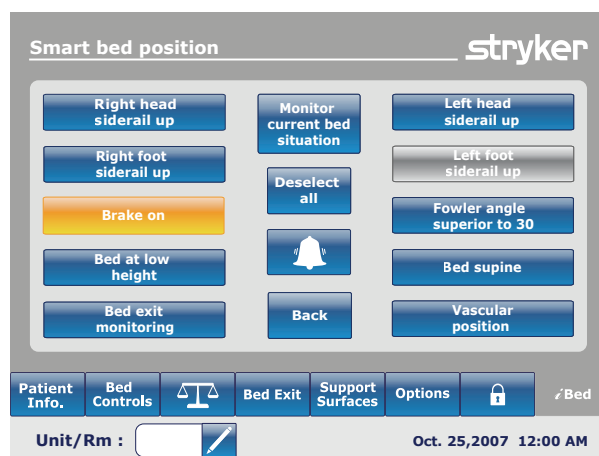 Smart bed position
stryker
Right head
siderail up
Monitor
current bed
situation
Left head
siderail up
Right foot
siderail up
Deselect
all
Left foot
siderail up
Brake on
Fowler angle
superior to 30
Bed at low
height
Bed supine
Bed exit
monitoring
Back
Vascular
position
Patient
Info.
Bed
Controls
Bed Exit
Support
Surfaces
Options
iBed
Unit/Rm :
Oct. 25,2007 12:00 AM